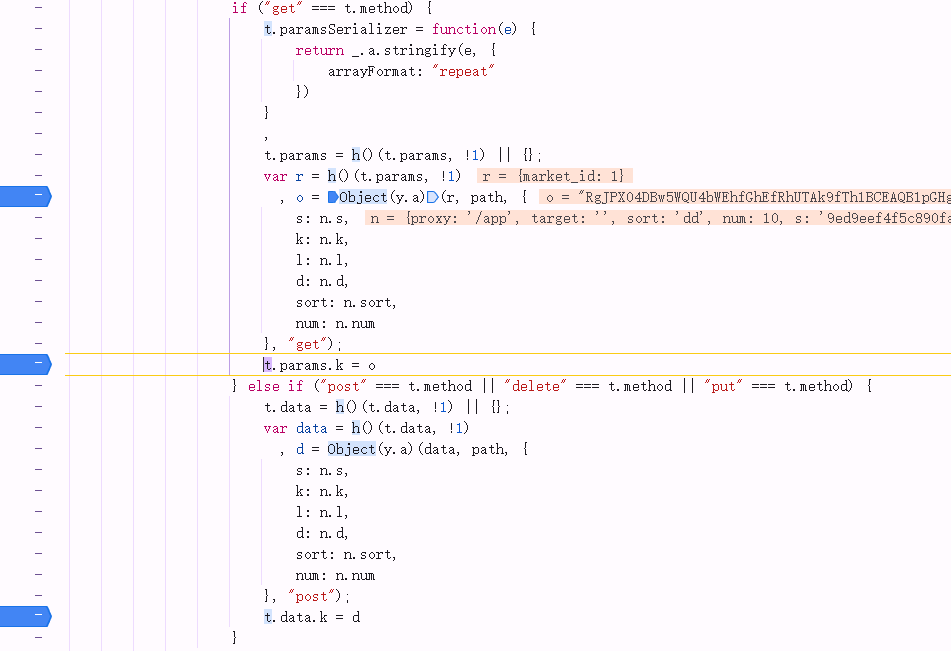 if ("get" === t.method) {
t.paramsSerializer = function(e) {
return _.a.stringify(e, {
arrayFormat: "repeat"
})
}
,
t.params = h()(t.params, !1) || {};
var r = h()(t.params, !1) r = {market_id: 1}
, o = Object(y.a)(r, path, { o = "RgJPX04DBw5WQU4bWEhfGhEfRhUTAk9fTh1BCEAQB1pGHg
s: n.s, n = {proxy: '/app', target: '', sort: 'dd', num: 10, s: '9ed9eef4f5c890fa
k: n.k,
l: n.l,
d: n.d,
sort: n.sort,
num: n.num
}, "get");
t.params.k = o
} else if ("post" === t.method || "delete" === t.method || "put" === t.method) {
t.data = h()(t.data, !1) || {};
var data = h()(t.data, !1)
, d = Object(y.a)(data, path, {
s: n.s,
k: n.k,
l: n.l,
d: n.d,
sort: n.sort,
num: n.num
}, "post");
t.data.k = d
}